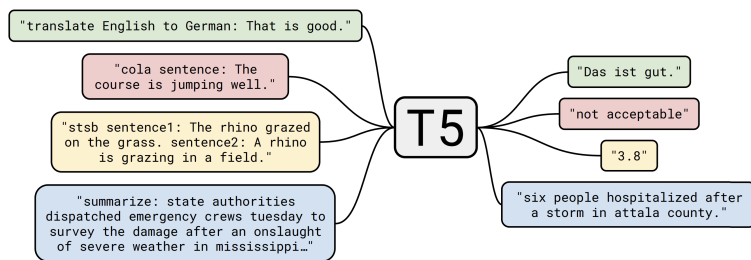 "translate English to German: That is good."
"cola sentence: The
course is jumping well."
"stsb sentence1: The rhino grazed
on the grass. sentence2: A rhino
is grazing in a field."
"summarize: state authorities
dispatched emergency crews tuesday to
survey the damage after an onslaught
of severe weather in mississippi…"
T5
"Das ist gut."
"not acceptable"
"3.8"
"six people hospitalized after
a storm in attala county."